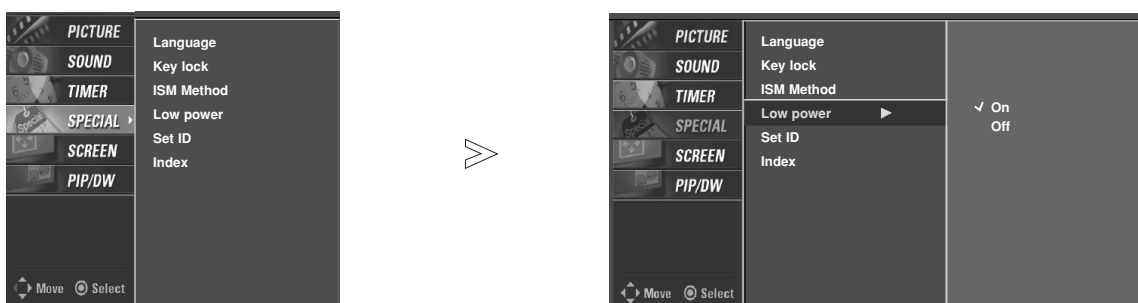 PICTURE
SOUND
TIMER
SPECIAL
SCREEN
PIP/DW
Move Select
Language
Key lock
ISM Method
Low power
Set ID
Index
PICTURE
SOUND
TIMER
SPECIAL
SCREEN
PIP/DW
Move Select
Language
Key lock
ISM Method
Low power
Set ID
Index
On
Off